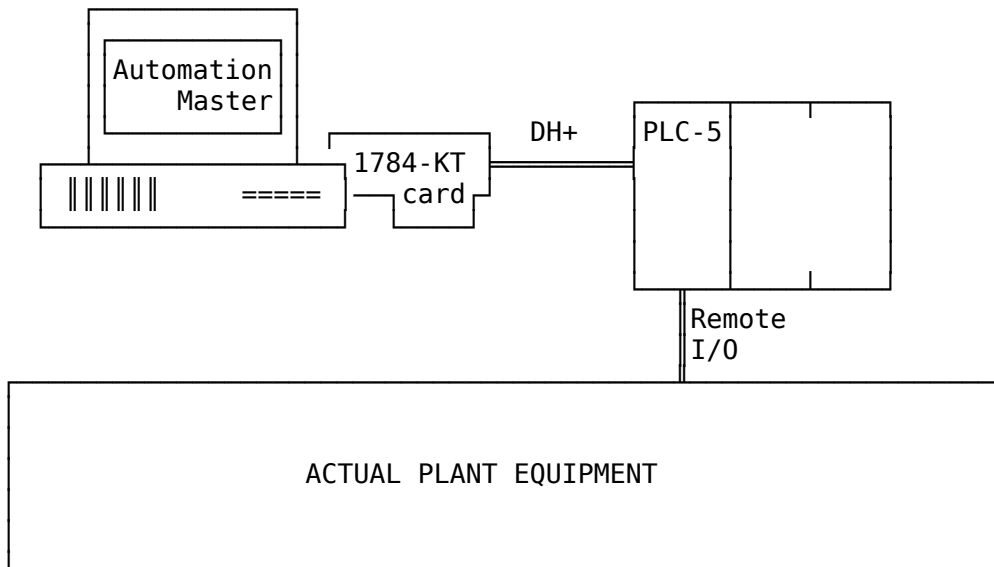 Automation
Master
DH+
PLC-5
1784-KT
card
Remote
I/O
ACTUAL PLANT EQUIPMENT